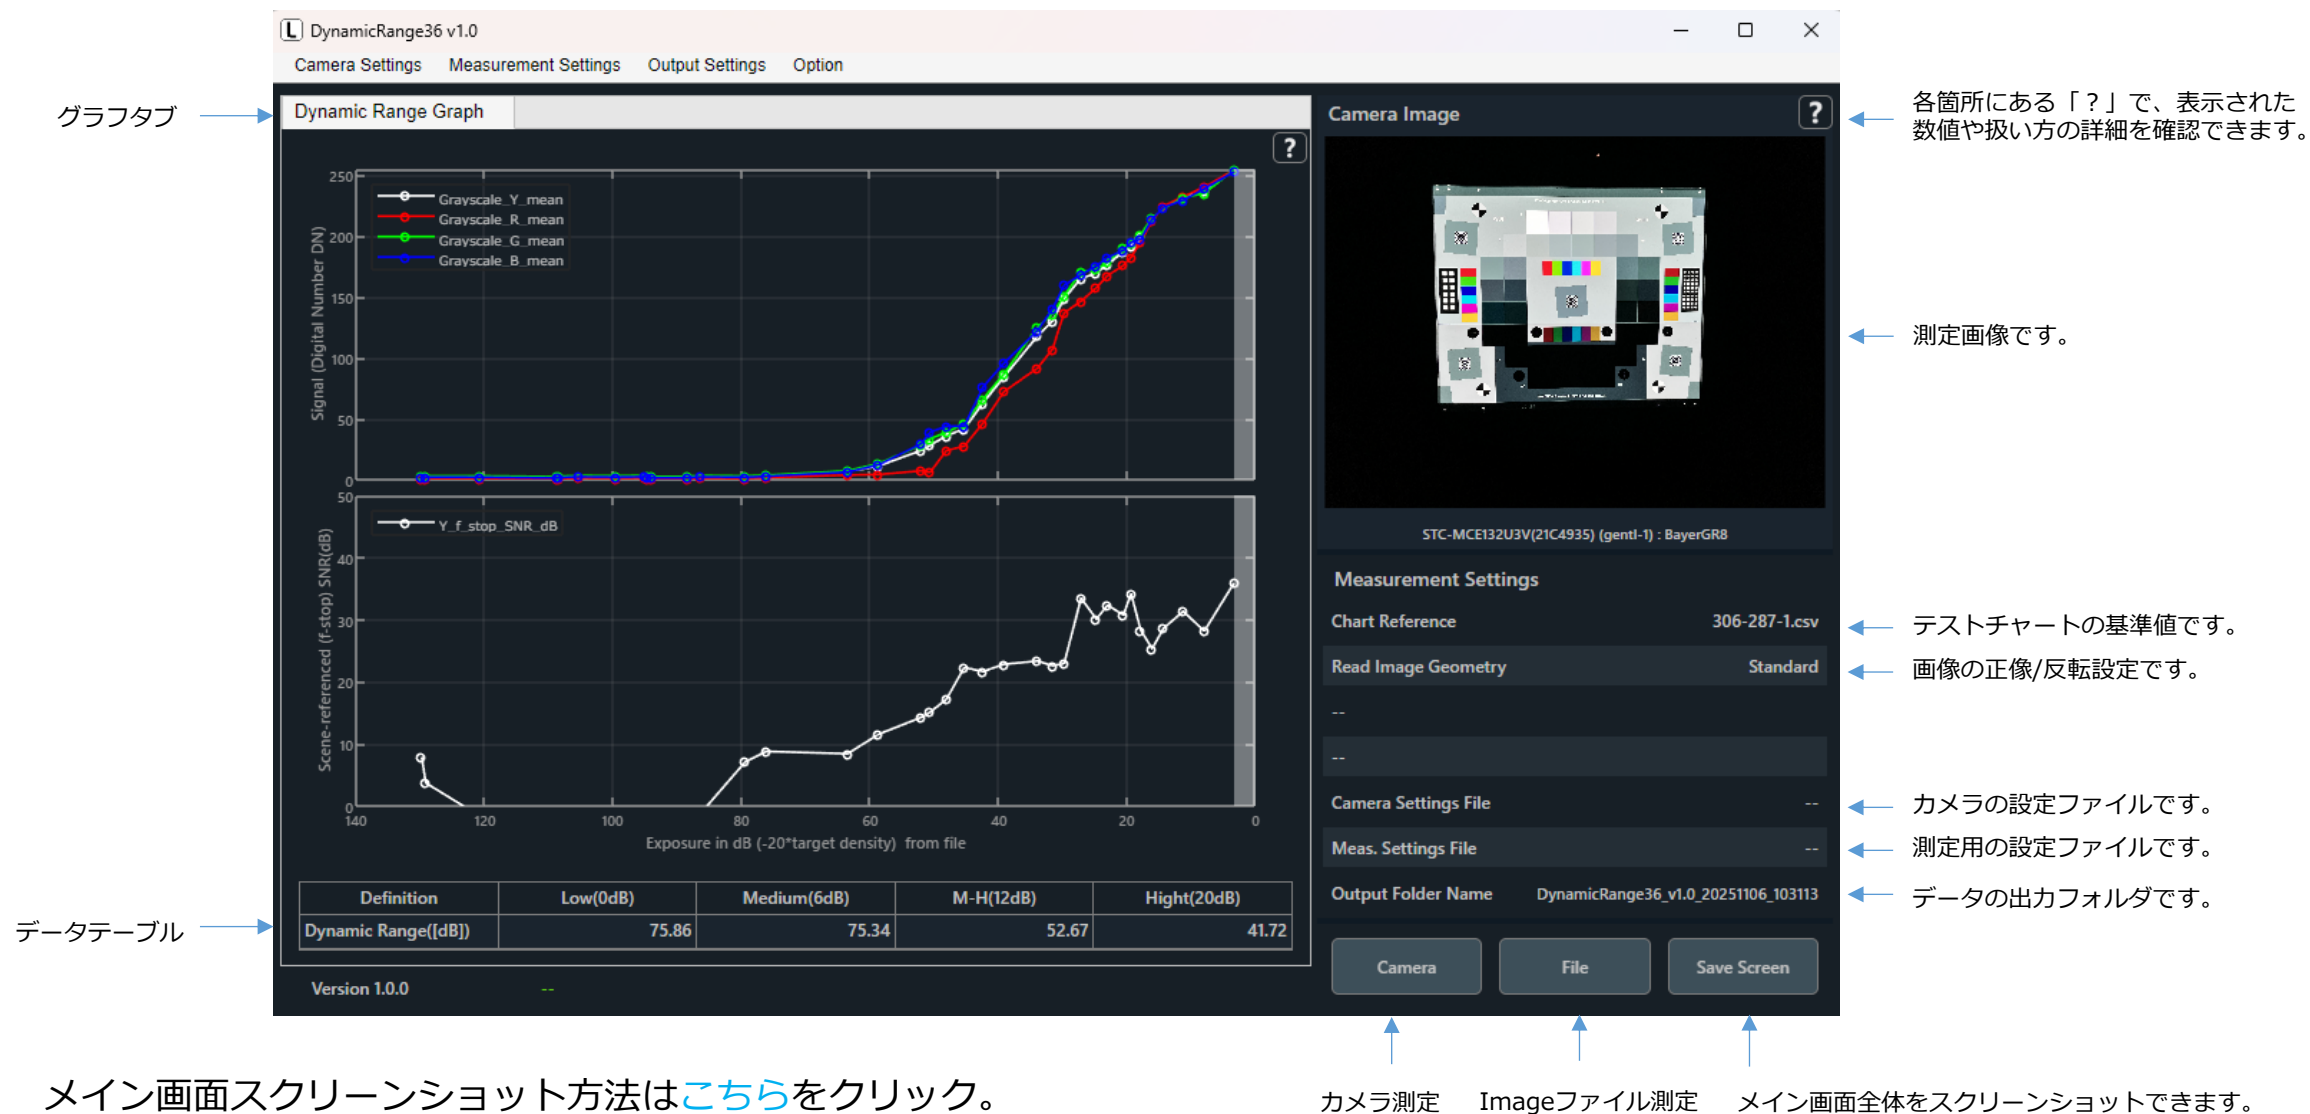 DynamicRange36 v1.0
Camera Settings Measurement Settings Output Settings Option
グラフタブ
Dynamic Range Graph
?
250
200
150
100
50
0
Signal (Digital Number DN)
Grayscale_Y_mean
Grayscale_R_mean
Grayscale_G_mean
Grayscale_B_mean
50
40
30
20
10
0
Scene-referenced (f-stop) SNR(dB)
Y_f_stop_SNR_dB
140 120 100 80 60 40 20 0
Exposure in dB (-20*target density) from file
データテーブル
Definition Low(0dB) Medium(6dB) M-H(12dB) Hight(20dB)
Dynamic Range([dB]) 75.86 75.34 52.67 41.72
Version 1.0.0 --
Camera Image ?
各箇所にある「？」で、表示された
数値や扱い方の詳細を確認できます。
測定画像です。
STC-MCE132U3V(21C4935) (gentl-1) : BayerGR8
Measurement Settings
Chart Reference 306-287-1.csv
テストチャートの基準値です。
Read Image Geometry Standard
画像の正像/反転設定です。
--
--
Camera Settings File --
カメラの設定ファイルです。
Meas. Settings File --
測定用の設定ファイルです。
Output Folder Name DynamicRange36_v1.0_20251106_103113
データの出力フォルダです。
Camera File Save Screen
カメラ測定 Imageファイル測定 メイン画面全体をスクリーンショットできます。
メイン画面スクリーンショット方法はこちらをクリック。